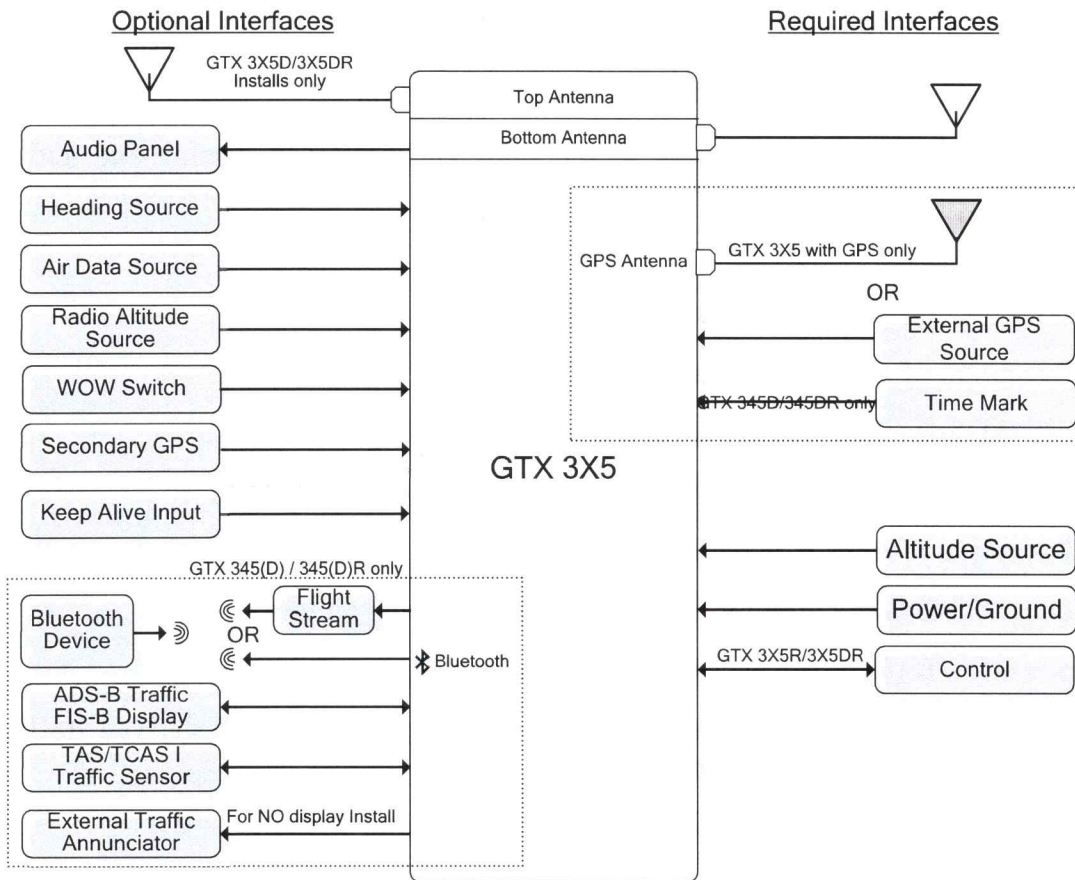 Optional Interfaces
Required Interfaces
GTX 3X5D/3X5DR
Installs only
Top Antenna
Bottom Antenna
Audio Panel
Heading Source
Air Data Source
Radio Altitude
Source
WOW Switch
Secondary GPS
Keep Alive Input
GPS Antenna
GTX 3X5 with GPS only
OR
External GPS
Source
GTX 345D/345DR only
Time Mark
GTX 3X5
Altitude Source
Power/Ground
GTX 3X5R/3X5DR
Control
GTX 345(D) / 345(D)R only
Bluetooth
Device
Flight
Stream
OR
Bluetooth
ADS-B Traffic
FIS-B Display
TAS/TCAS I
Traffic Sensor
External Traffic
Annunciator
For NO display Install